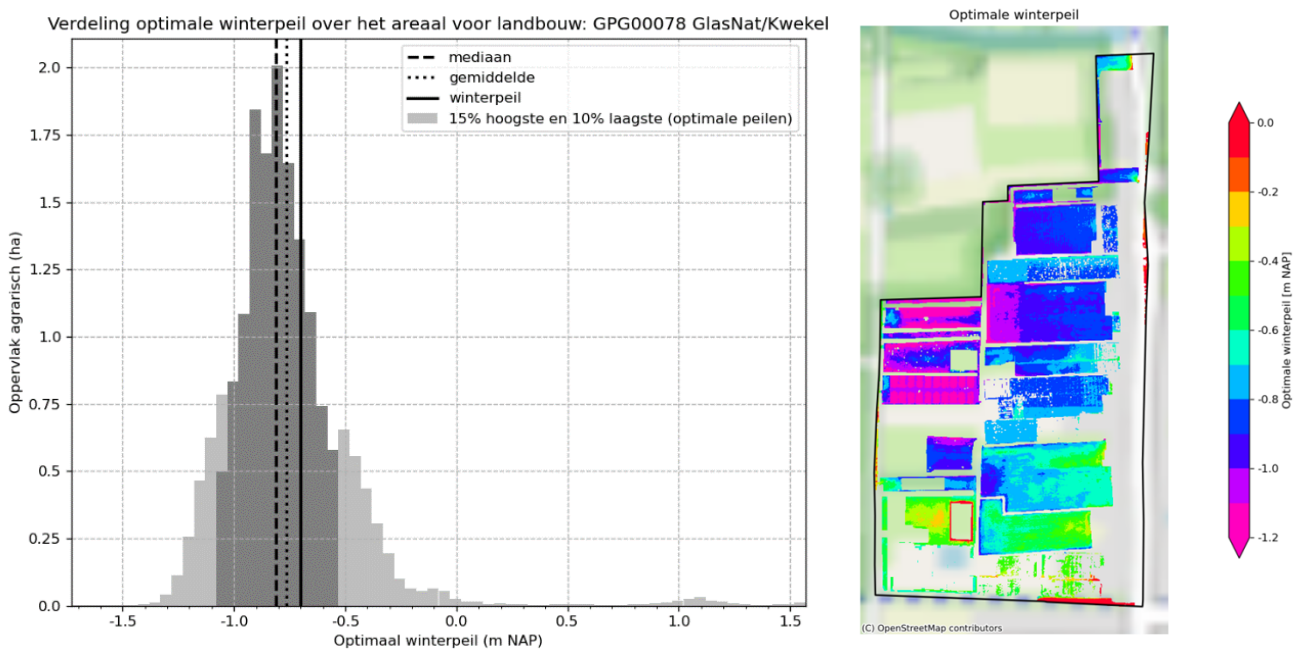 Verdeling optimale winterpeil over het areaal voor landbouw: GPG00078 GlasNat/Kwekel
mediaan
gemiddelde
winterpeil
15% hoogste en 10% laagste (optimale peilen)
Oppervlak agrarisch (ha)
2.0
1.75
1.5
1.25
1.0
0.75
0.5
0.25
0.0
-1.5
-1.0
-0.5
0.0
0.5
1.0
1.5
Optimaal winterpeil (m NAP)
Optimale winterpeil
(C) OpenStreetMap contributors
0.0
-0.2
-0.4
-0.6
-0.8
-1.0
-1.2
Optimale winterpeil [m NAP]